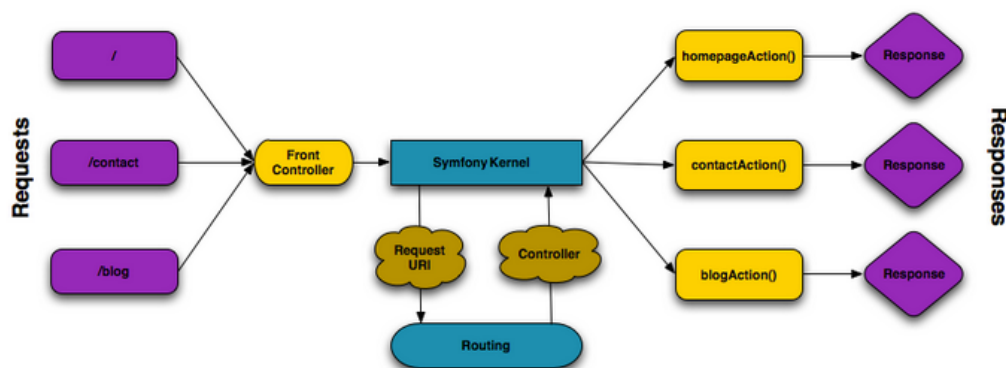 Requests
/
/contact
/blog
Front
Controller
Symfony Kernel
Request
URI
Controller
Routing
homepageAction()
contactAction()
blogAction()
Response
Response
Response
Responses